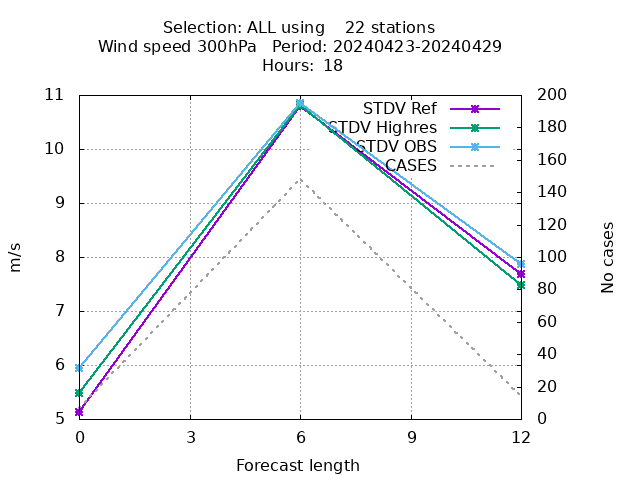 Selection: ALL using    22 stations
Wind speed 300hPa   Period: 20240423-20240429
Hours: 18
11
10
9
8
7
6
5
200
180
160
140
120
100
80
60
40
20
0
STDV Ref
STDV Highres
STDV OBS
CASES
m/s
No cases
0
3
6
9
12
Forecast length